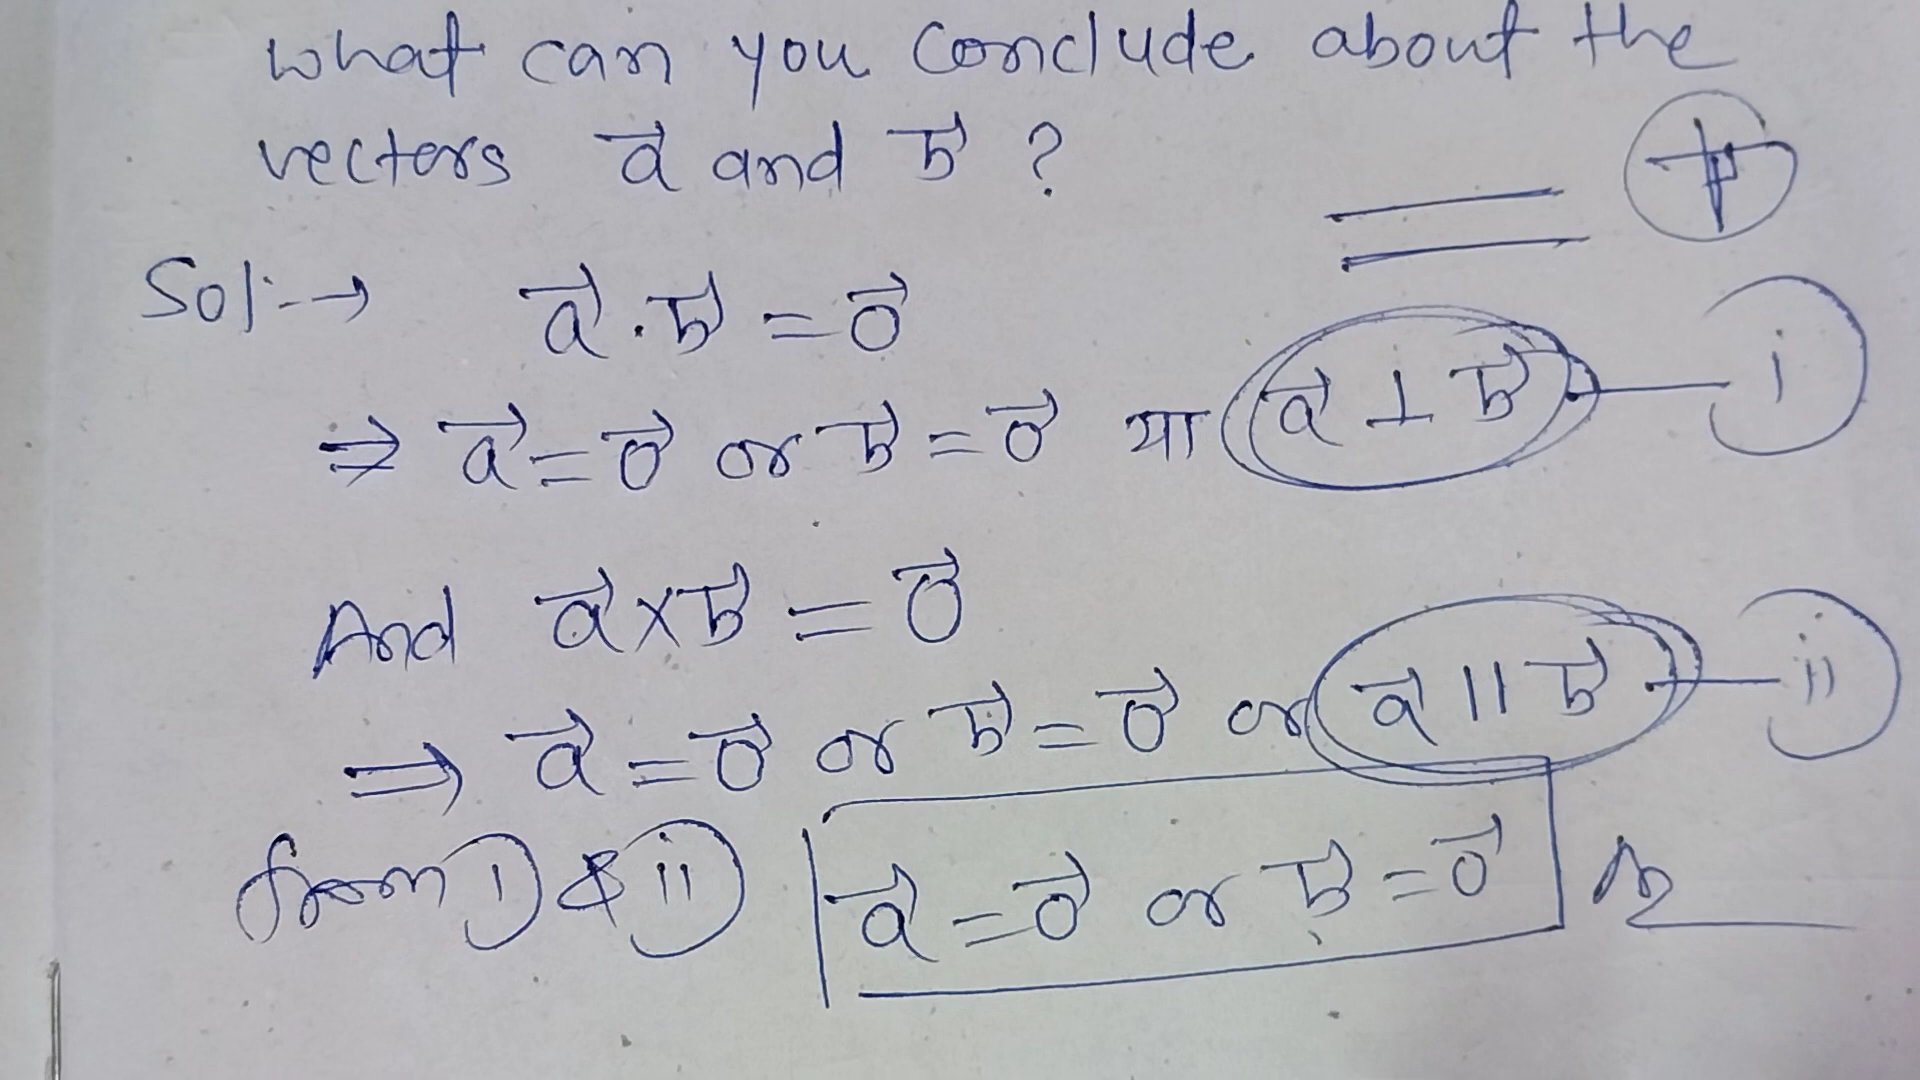 what can you conclude about the
vectors a⃗ and b⃗ ?
Sol:-→ a⃗ . b⃗ = 0⃗
⇒ a⃗ = 0⃗ or b⃗ = 0⃗ या a⃗ ⊥ b⃗ — i
And a⃗ × b⃗ = 0⃗
⇒ a⃗ = 0⃗ or b⃗ = 0⃗ or a⃗ || b⃗ — ii
from i) & ii) a⃗ = 0⃗ or b⃗ = 0⃗